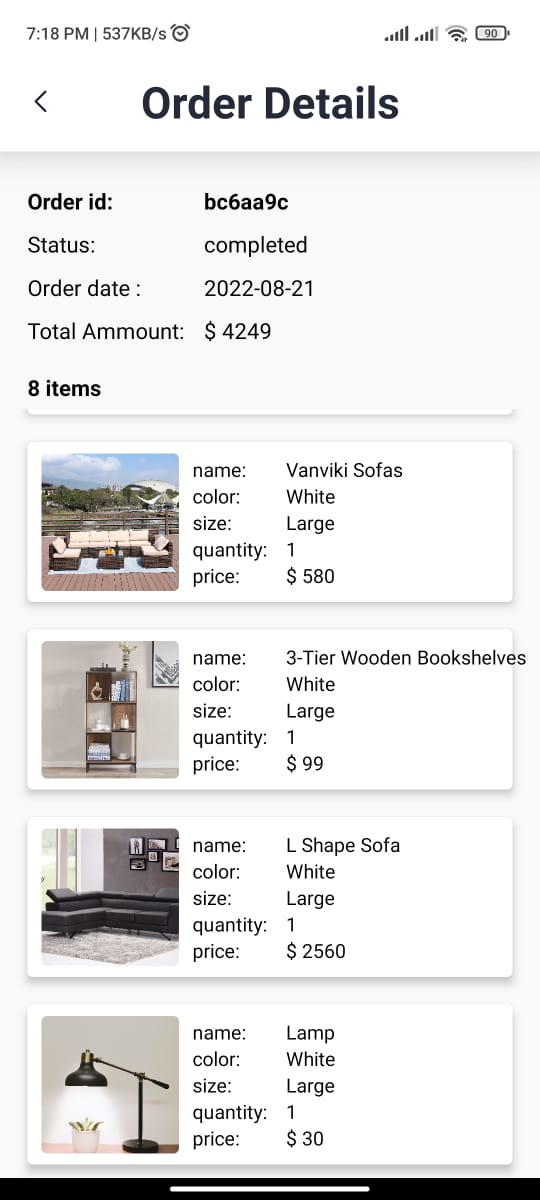 7:18 PM | 537KB/s
90
Order Details
Order id: bc6aa9c
Status: completed
Order date : 2022-08-21
Total Ammount: $ 4249
8 items
name: Vanviki Sofas
color: White
size: Large
quantity: 1
price: $ 580
name: 3-Tier Wooden Bookshelves
color: White
size: Large
quantity: 1
price: $ 99
name: L Shape Sofa
color: White
size: Large
quantity: 1
price: $ 2560
name: Lamp
color: White
size: Large
quantity: 1
price: $ 30